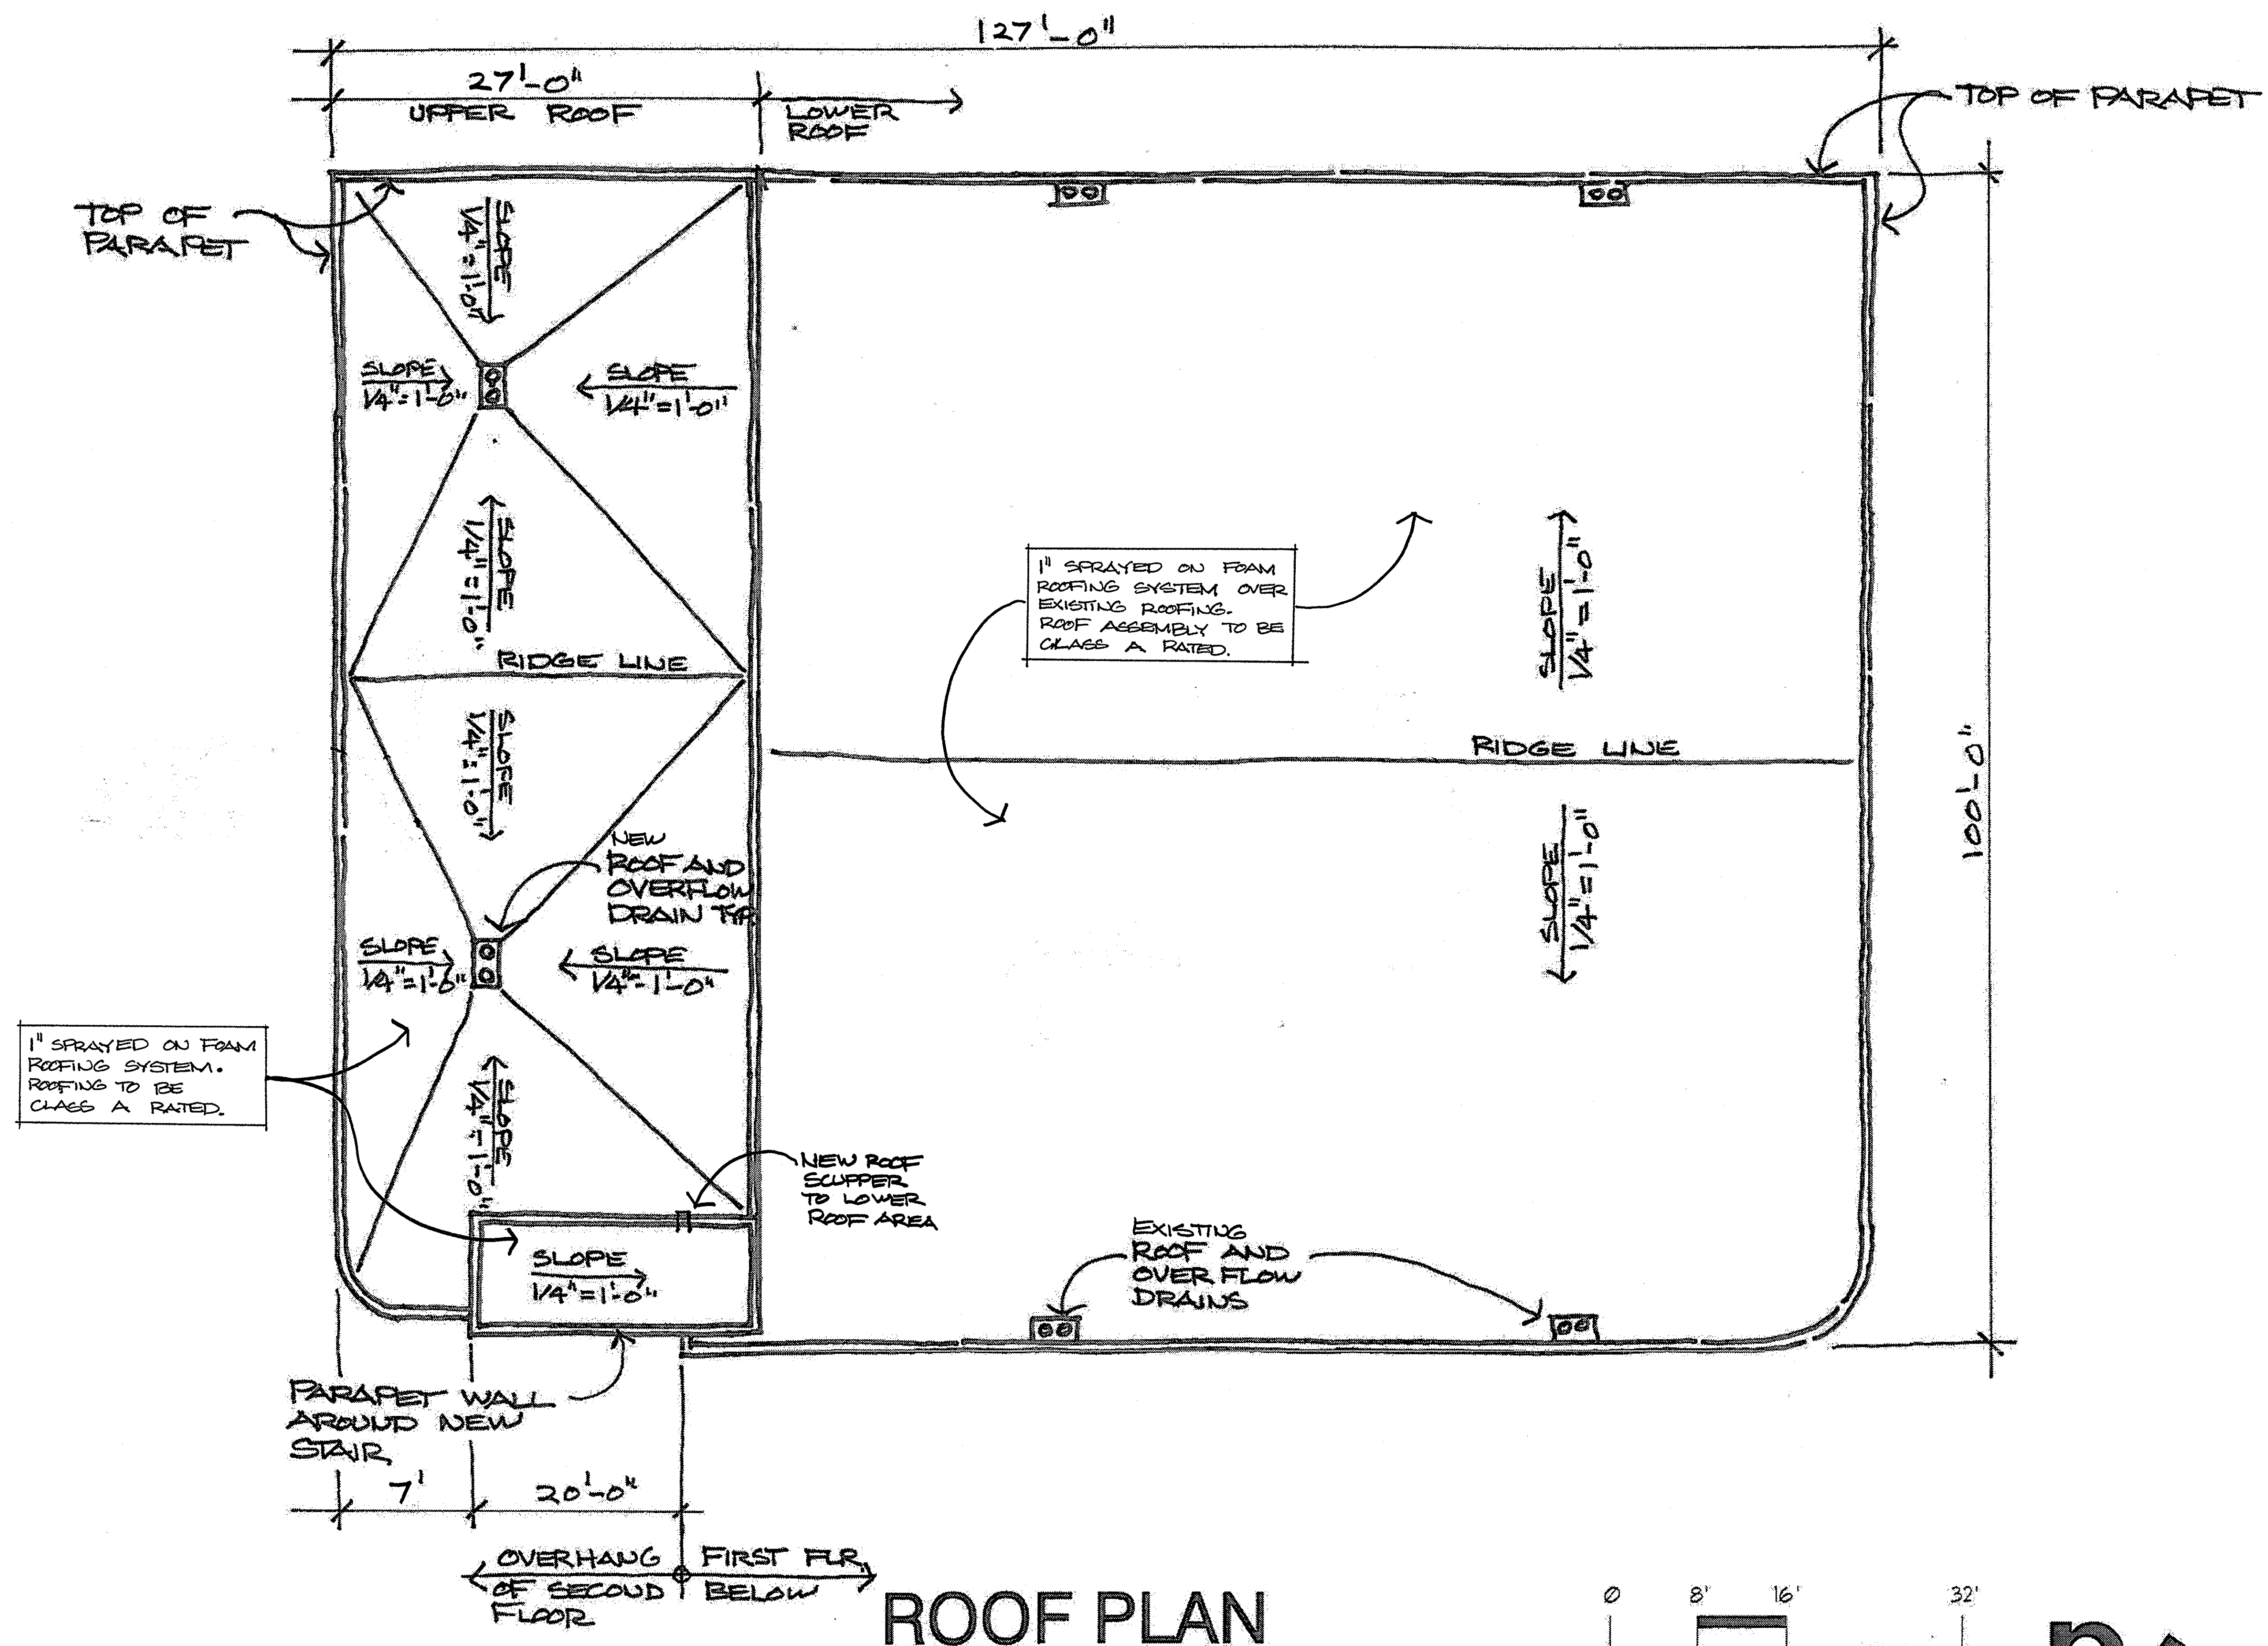 127'-0"
27'-0"
UPPER ROOF
LOWER
ROOF
TOP OF PARAPET
TOP OF
PARAPET
SLOPE
1/4"=1'-0"
SLOPE
1/4"=1'-0"
SLOPE
1/4"=1'-0"
SLOPE
1/4"=1'-0"
RIDGE LINE
1" SPRAYED ON FOAM
ROOFING SYSTEM OVER
EXISTING ROOFING.
ROOF ASSEMBLY TO BE
CLASS A RATED.
SLOPE
1/4"=1'-0"
RIDGE LINE
100'-0"
SLOPE
1/4"=1'-0"
SLOPE
1/4"=1'-0"
NEW
ROOF AND
OVERFLOW
DRAIN TYP.
SLOPE
1/4"=1'-0"
SLOPE
1/4"=1'-0"
1" SPRAYED ON FOAM
ROOFING SYSTEM.
ROOFING TO BE
CLASS A RATED.
SLOPE
1/4"=1'-0"
NEW ROOF
SCUPPER
TO LOWER
ROOF AREA
SLOPE
1/4"=1'-0"
EXISTING
ROOF AND
OVER FLOW
DRAINS
PARAPET WALL
AROUND NEW
STAIR
7'
20'-0"
OVERHANG
OF SECOND
FLOOR
FIRST FLR.
BELOW
ROOF PLAN
0 8' 16' 32'